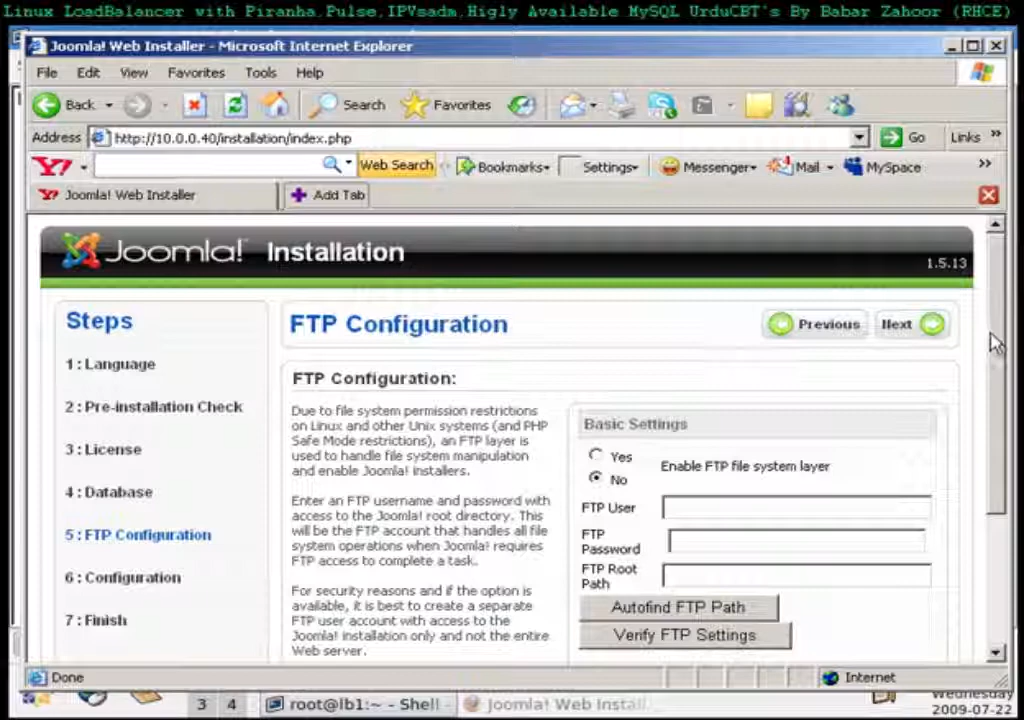 Linux LoadBalancer with Piranha,Pulse,IPVsadm,Higly Available MySQL UrduCBT's By Babar Zahoor (RHCE)
Joomla! Web Installer - Microsoft Internet Explorer
File Edit View Favorites Tools Help
Back Search Favorites
Address http://10.0.0.40/installation/index.php Go Links »
Y! Web Search Bookmarks Settings Messenger Mail MySpace »
Y! Joomla! Web Installer Add Tab
Joomla! Installation
1.5.13
Steps
1 : Language
2 : Pre-installation Check
3 : License
4 : Database
5 : FTP Configuration
6 : Configuration
7 : Finish
FTP Configuration
Previous Next
FTP Configuration:
Due to file system permission restrictions
on Linux and other Unix systems (and PHP
Safe Mode restrictions), an FTP layer is
used to handle file system manipulation
and enable Joomla! installers.
Enter an FTP username and password with
access to the Joomla! root directory. This
will be the FTP account that handles all file
system operations when Joomla! requires
FTP access to complete a task.
For security reasons and if the option is
available, it is best to create a separate
FTP user account with access to the
Joomla! installation only and not the entire
Web server.
Basic Settings
Yes
No
Enable FTP file system layer
FTP User
FTP
Password
FTP Root
Path
Autofind FTP Path
Verify FTP Settings
Done Internet
3 4 root@lb1:~ - Shell - Joomla! Web Install
Wednesday
2009-07-22